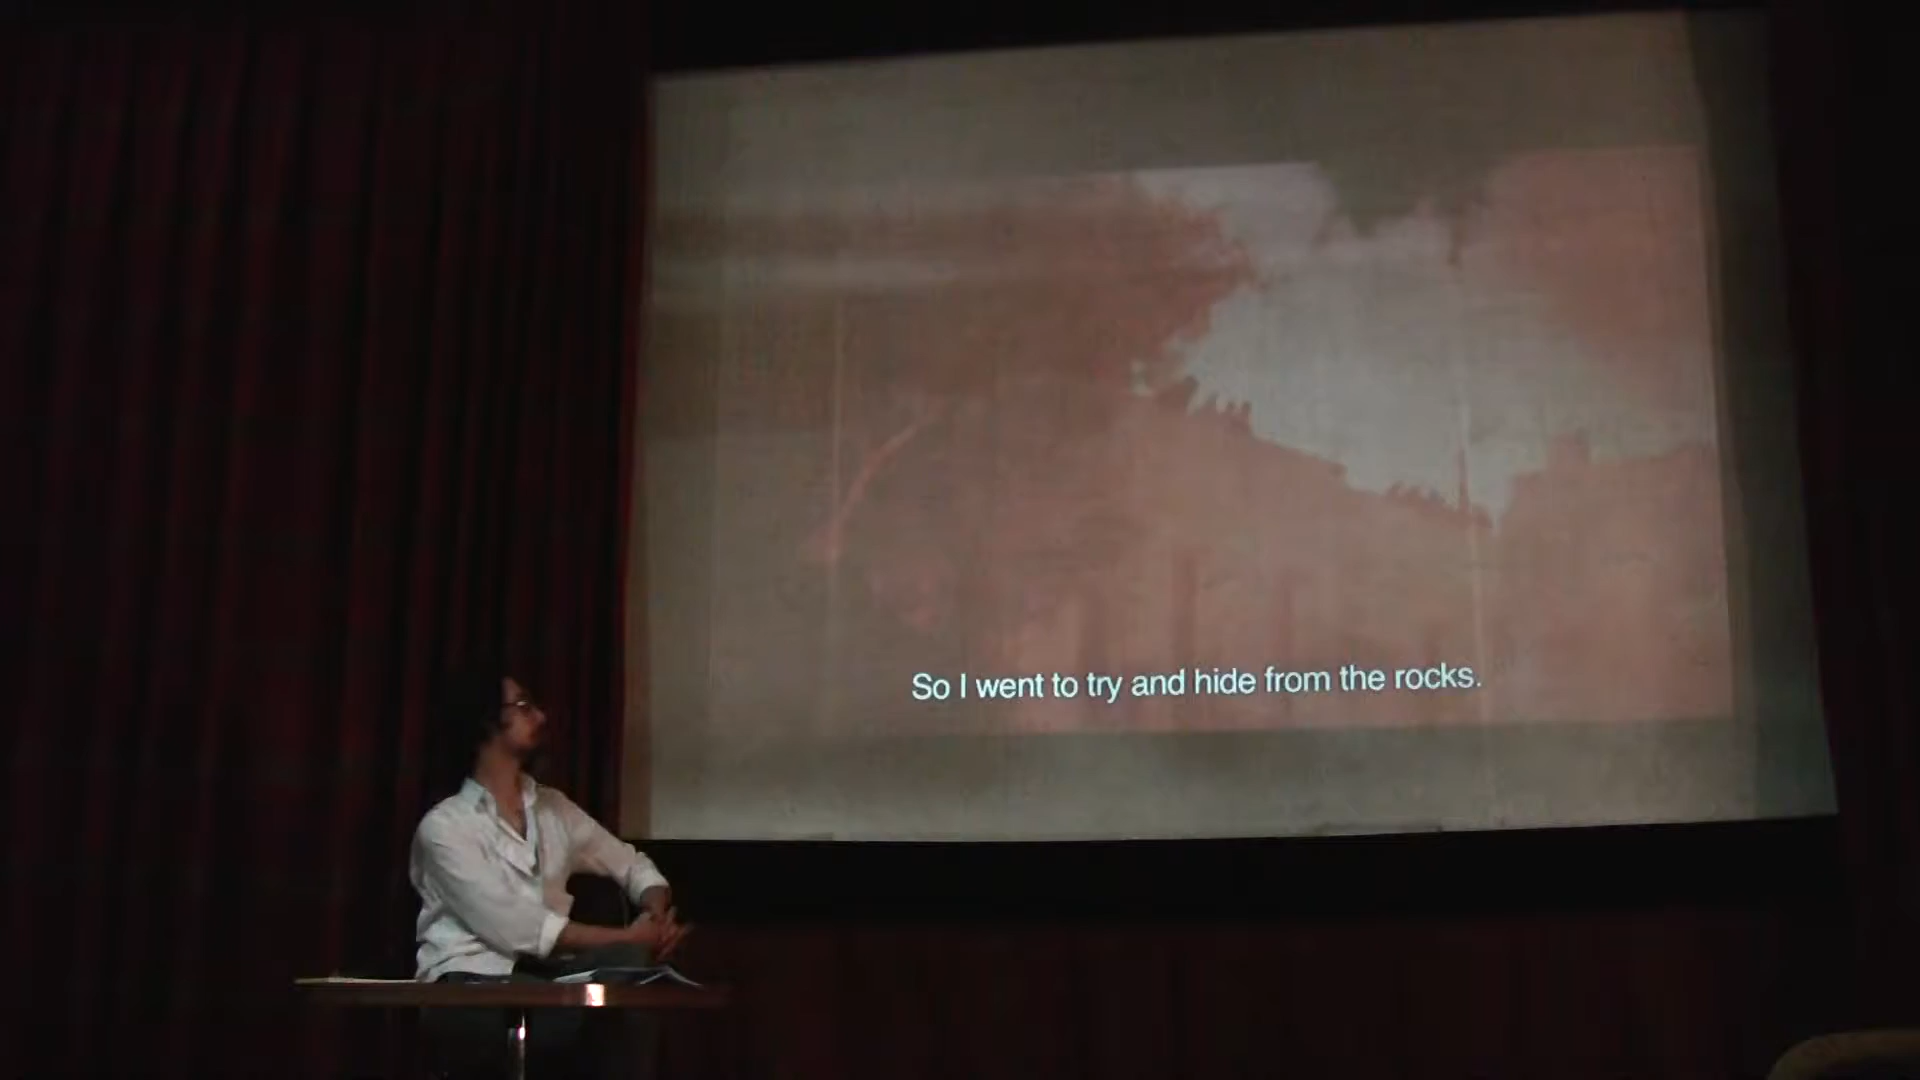 So I went to try and hide from the rocks.